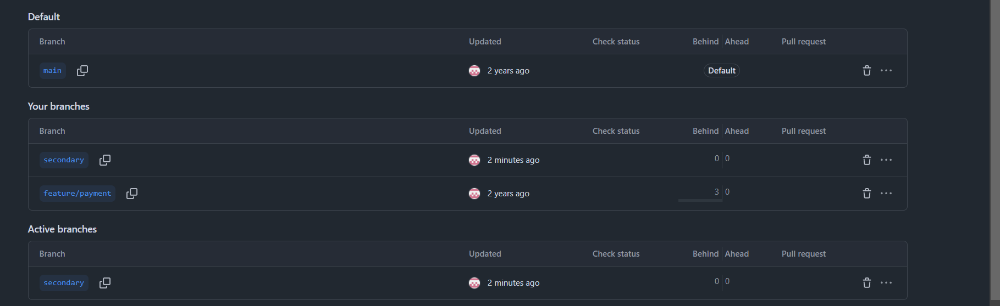 Default
Branch Updated Check status Behind Ahead Pull request
main 2 years ago Default
Your branches
Branch Updated Check status Behind Ahead Pull request
secondary 2 minutes ago 0 0
feature/payment 2 years ago 3 0
Active branches
Branch Updated Check status Behind Ahead Pull request
secondary 2 minutes ago 0 0